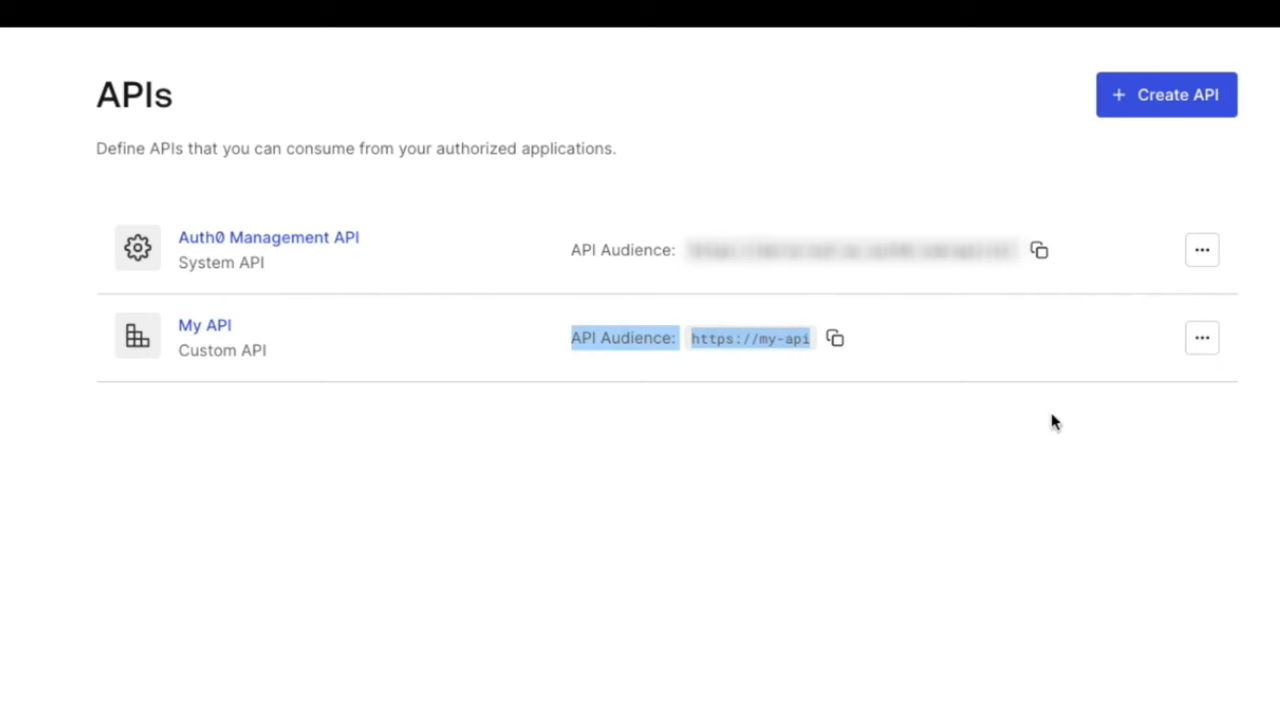 APIs
+ Create API
Define APIs that you can consume from your authorized applications.
Auth0 Management API
System API
API Audience:
My API
Custom API
API Audience: https://my-api